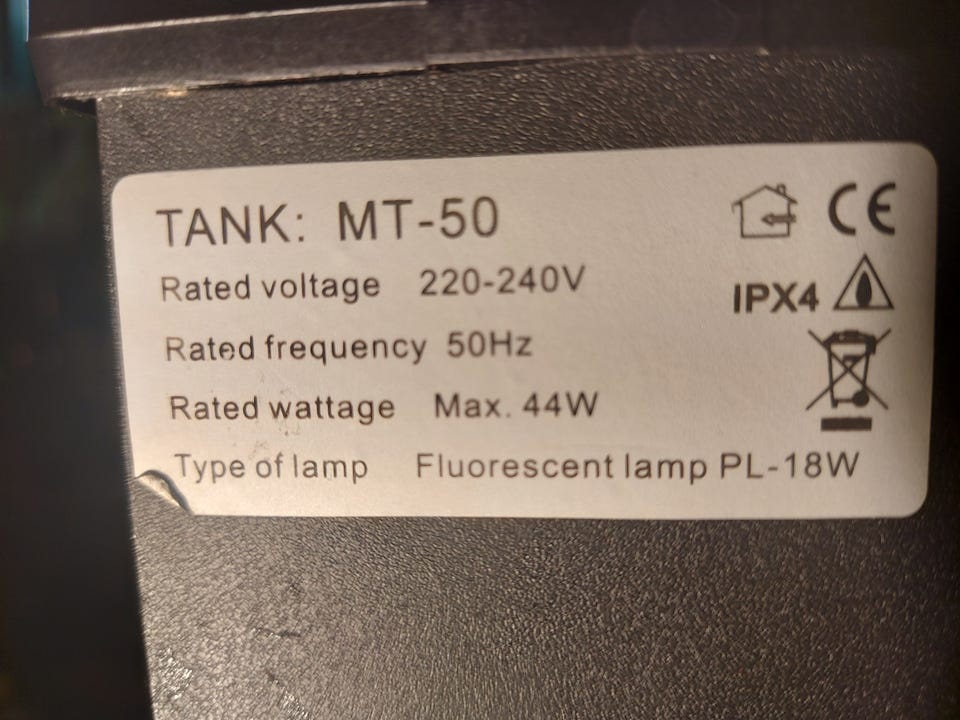 TANK: MT-50
CE
Rated voltage 220-240V
IPX4
Rated frequency 50Hz
Rated wattage Max. 44W
Type of lamp Fluorescent lamp PL-18W